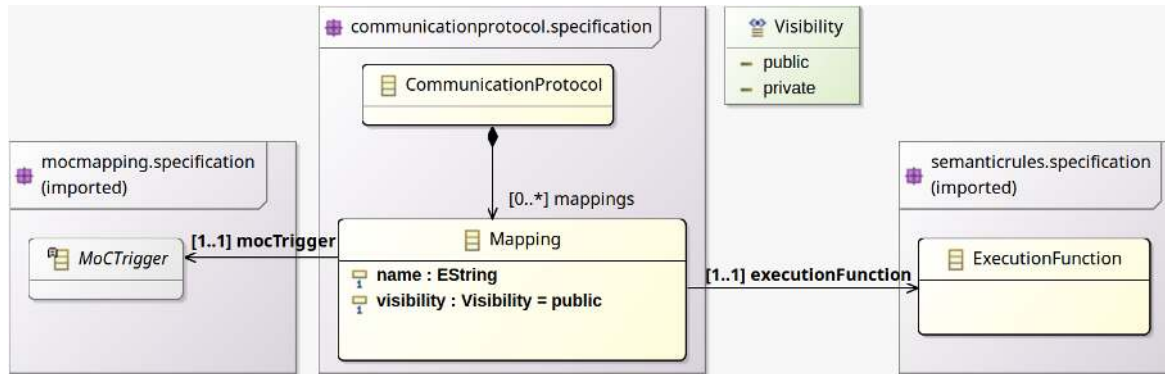 communicationprotocol.specification
CommunicationProtocol
Visibility
public
private
mocmapping.specification
(imported)
semanticrules.specification
(imported)
[0..*] mappings
MoCTrigger
[1..1] mocTrigger
Mapping
name : EString
visibility : Visibility = public
[1..1] executionFunction
ExecutionFunction